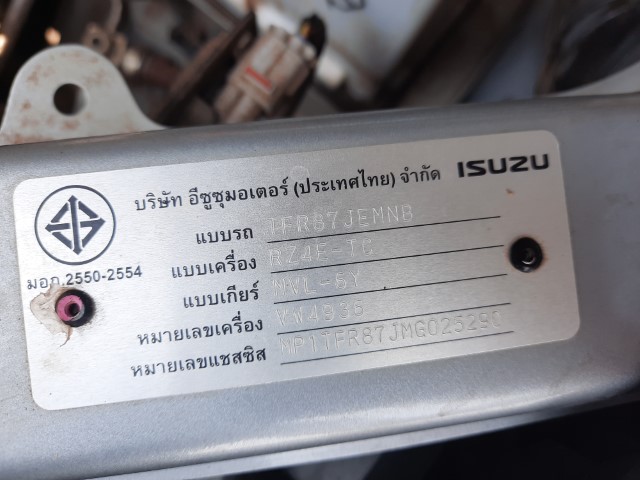 บริษัท อีซูซุมอเตอร์ (ประเทศไทย) จำกัด ISUZU
มอก.2550-2554
แบบรถ TFR87JEMNB
แบบเครื่อง RZ4E-TC
แบบเกียร์ MVL-6Y
หมายเลขเครื่อง VW4936
หมายเลขแชสซิส MP1TFR87JMG025290